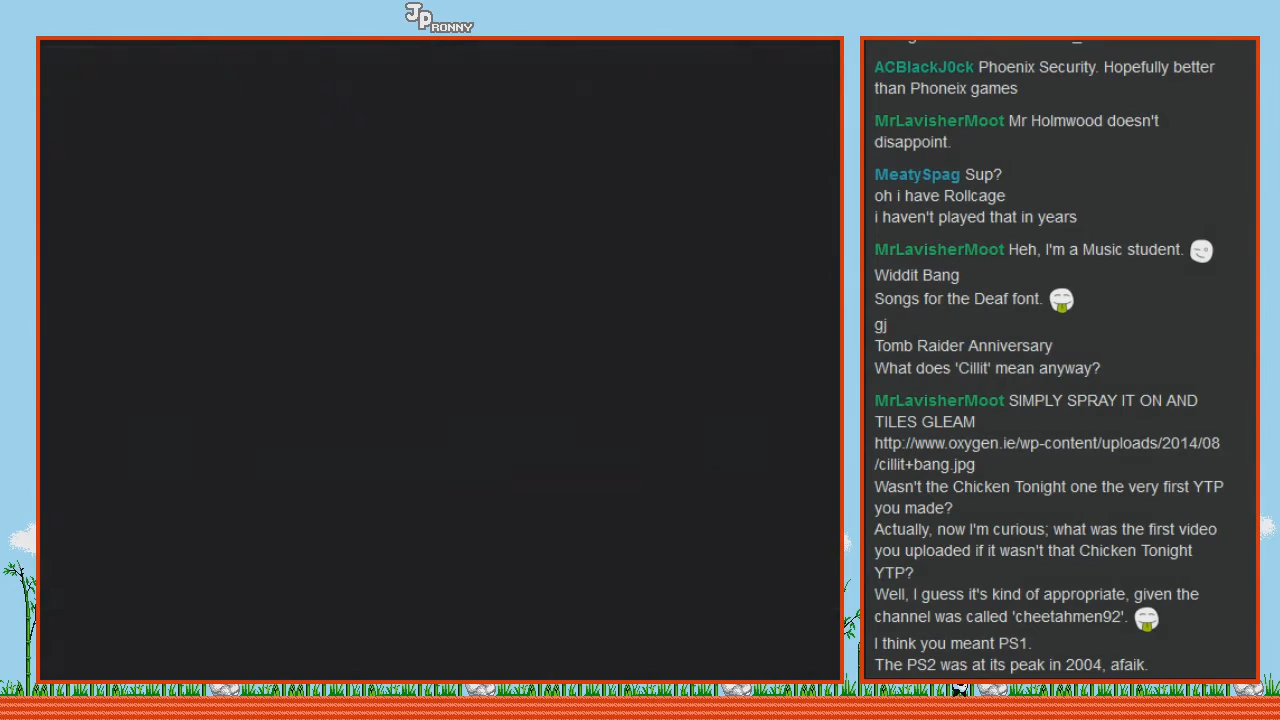 JP RONNY
ACBlackJ0ck Phoenix Security. Hopefully better
than Phoneix games
MrLavisherMoot Mr Holmwood doesn't
disappoint.
MeatySpag Sup?
oh i have Rollcage
i haven't played that in years
MrLavisherMoot Heh, I'm a Music student.
Widdit Bang
Songs for the Deaf font.
gj
Tomb Raider Anniversary
What does 'Cillit' mean anyway?
MrLavisherMoot SIMPLY SPRAY IT ON AND
TILES GLEAM
http://www.oxygen.ie/wp-content/uploads/2014/08
/cillit+bang.jpg
Wasn't the Chicken Tonight one the very first YTP
you made?
Actually, now I'm curious; what was the first video
you uploaded if it wasn't that Chicken Tonight
YTP?
Well, I guess it's kind of appropriate, given the
channel was called 'cheetahmen92'.
I think you meant PS1.
The PS2 was at its peak in 2004, afaik.